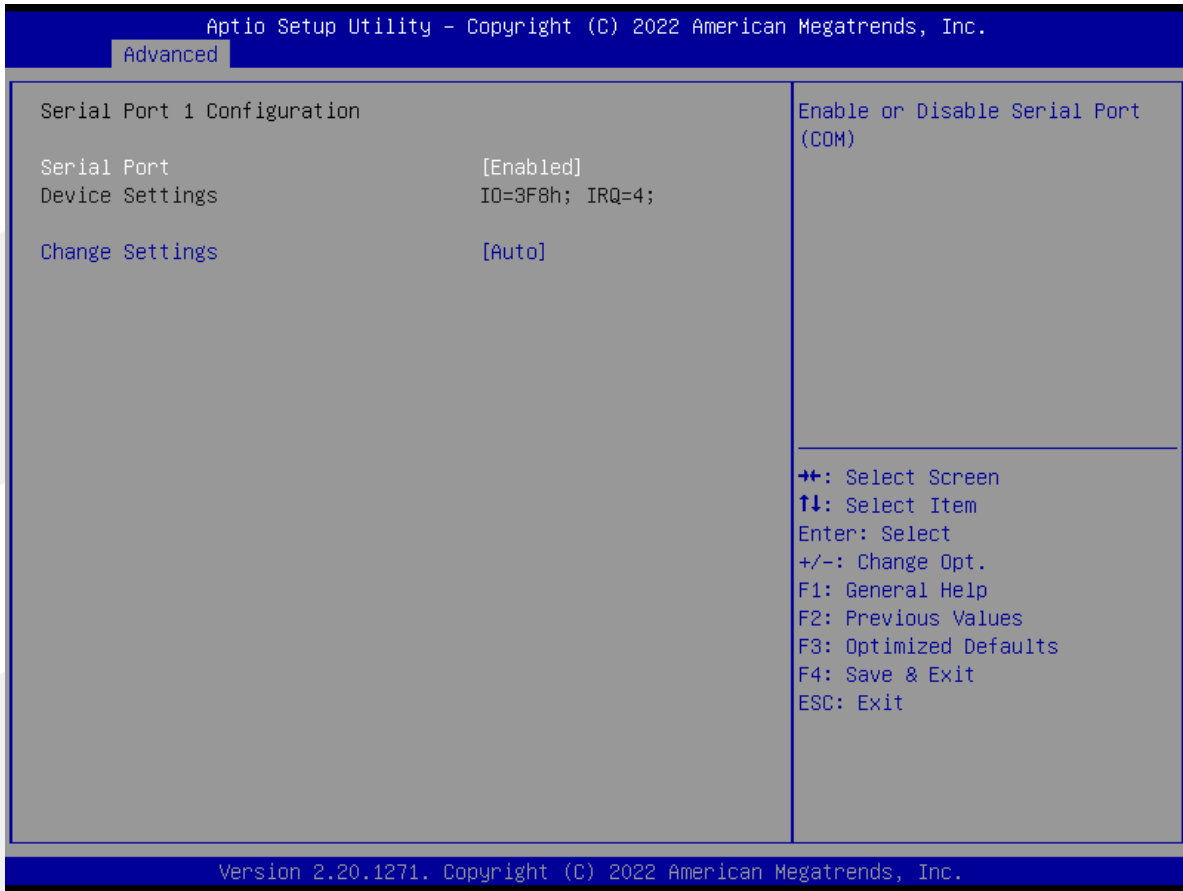 Aptio Setup Utility – Copyright (C) 2022 American Megatrends, Inc.
Advanced
Serial Port 1 Configuration
Serial Port [Enabled]
Device Settings IO=3F8h; IRQ=4;
Change Settings [Auto]
Enable or Disable Serial Port
(COM)
→←: Select Screen
↑↓: Select Item
Enter: Select
+/-: Change Opt.
F1: General Help
F2: Previous Values
F3: Optimized Defaults
F4: Save & Exit
ESC: Exit
Version 2.20.1271. Copyright (C) 2022 American Megatrends, Inc.